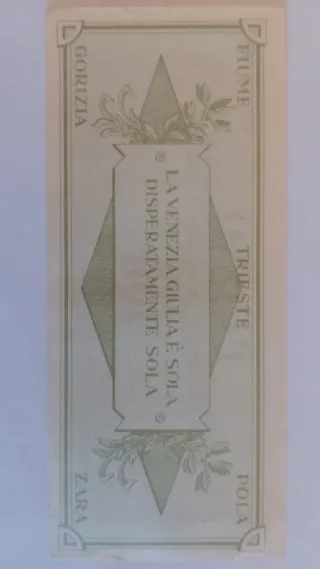 FIUME
TRIESTE
POLA
LA VENEZIA GIULIA È SOLA
DISPERATAMENTE SOLA
GORIZIA
ZARA